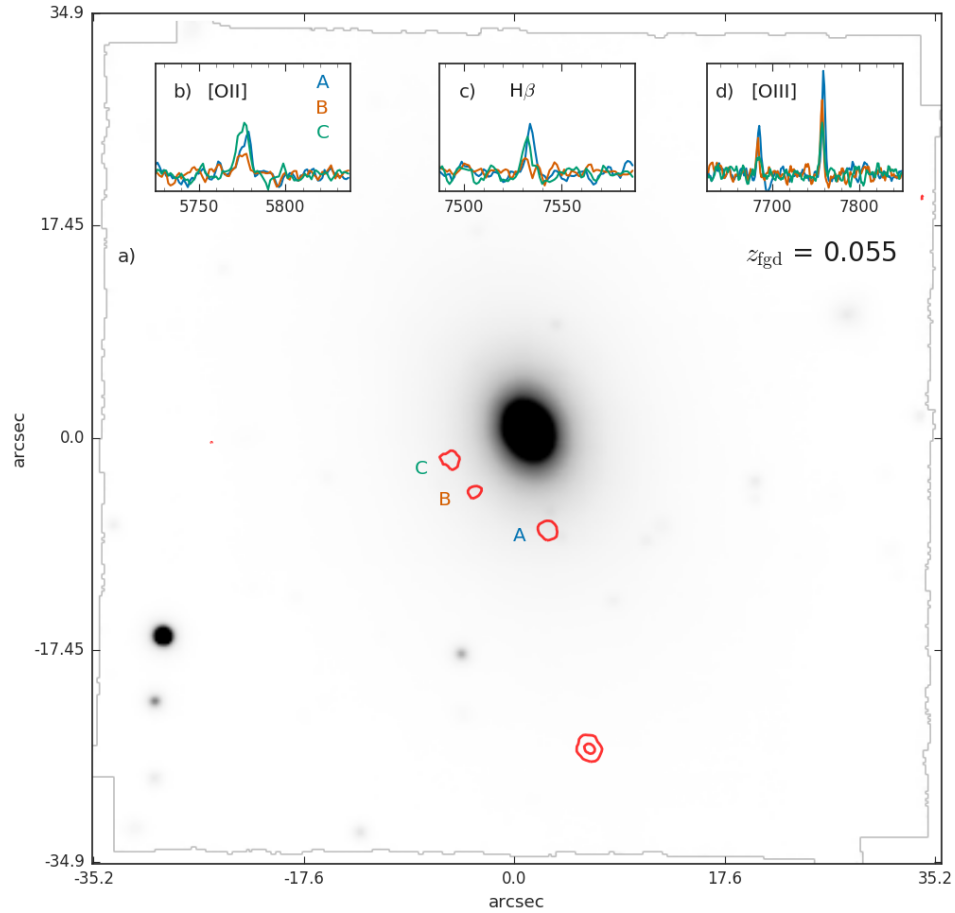 34.9
17.45
0.0
-17.45
-34.9
arcsec
b) [OII]
A
B
C
5750 5800
c) Hβ
7500 7550
d) [OIII]
7700 7800
a)
z_fgd = 0.055
C
B
A
-35.2 -17.6 0.0 17.6 35.2
arcsec